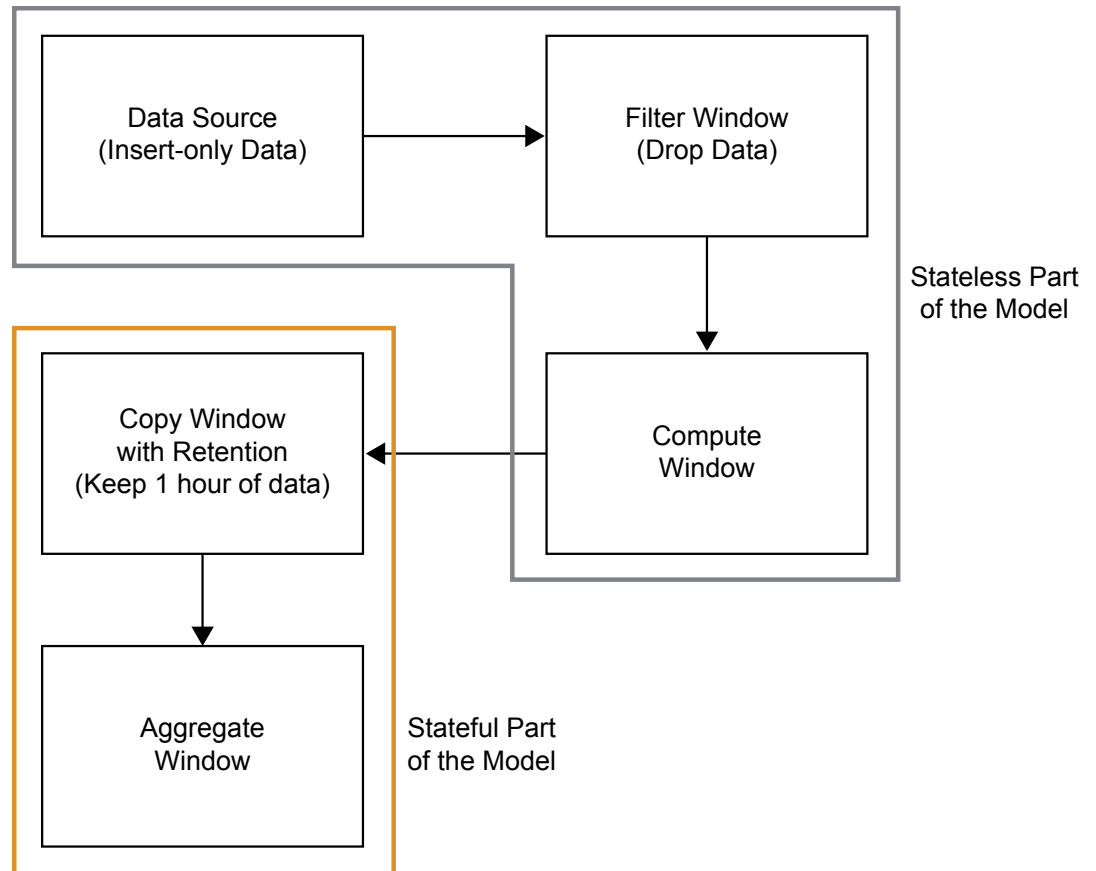 Data Source
(Insert-only Data)
Filter Window
(Drop Data)
Stateless Part
of the Model
Copy Window
with Retention
(Keep 1 hour of data)
Compute
Window
Aggregate
Window
Stateful Part
of the Model